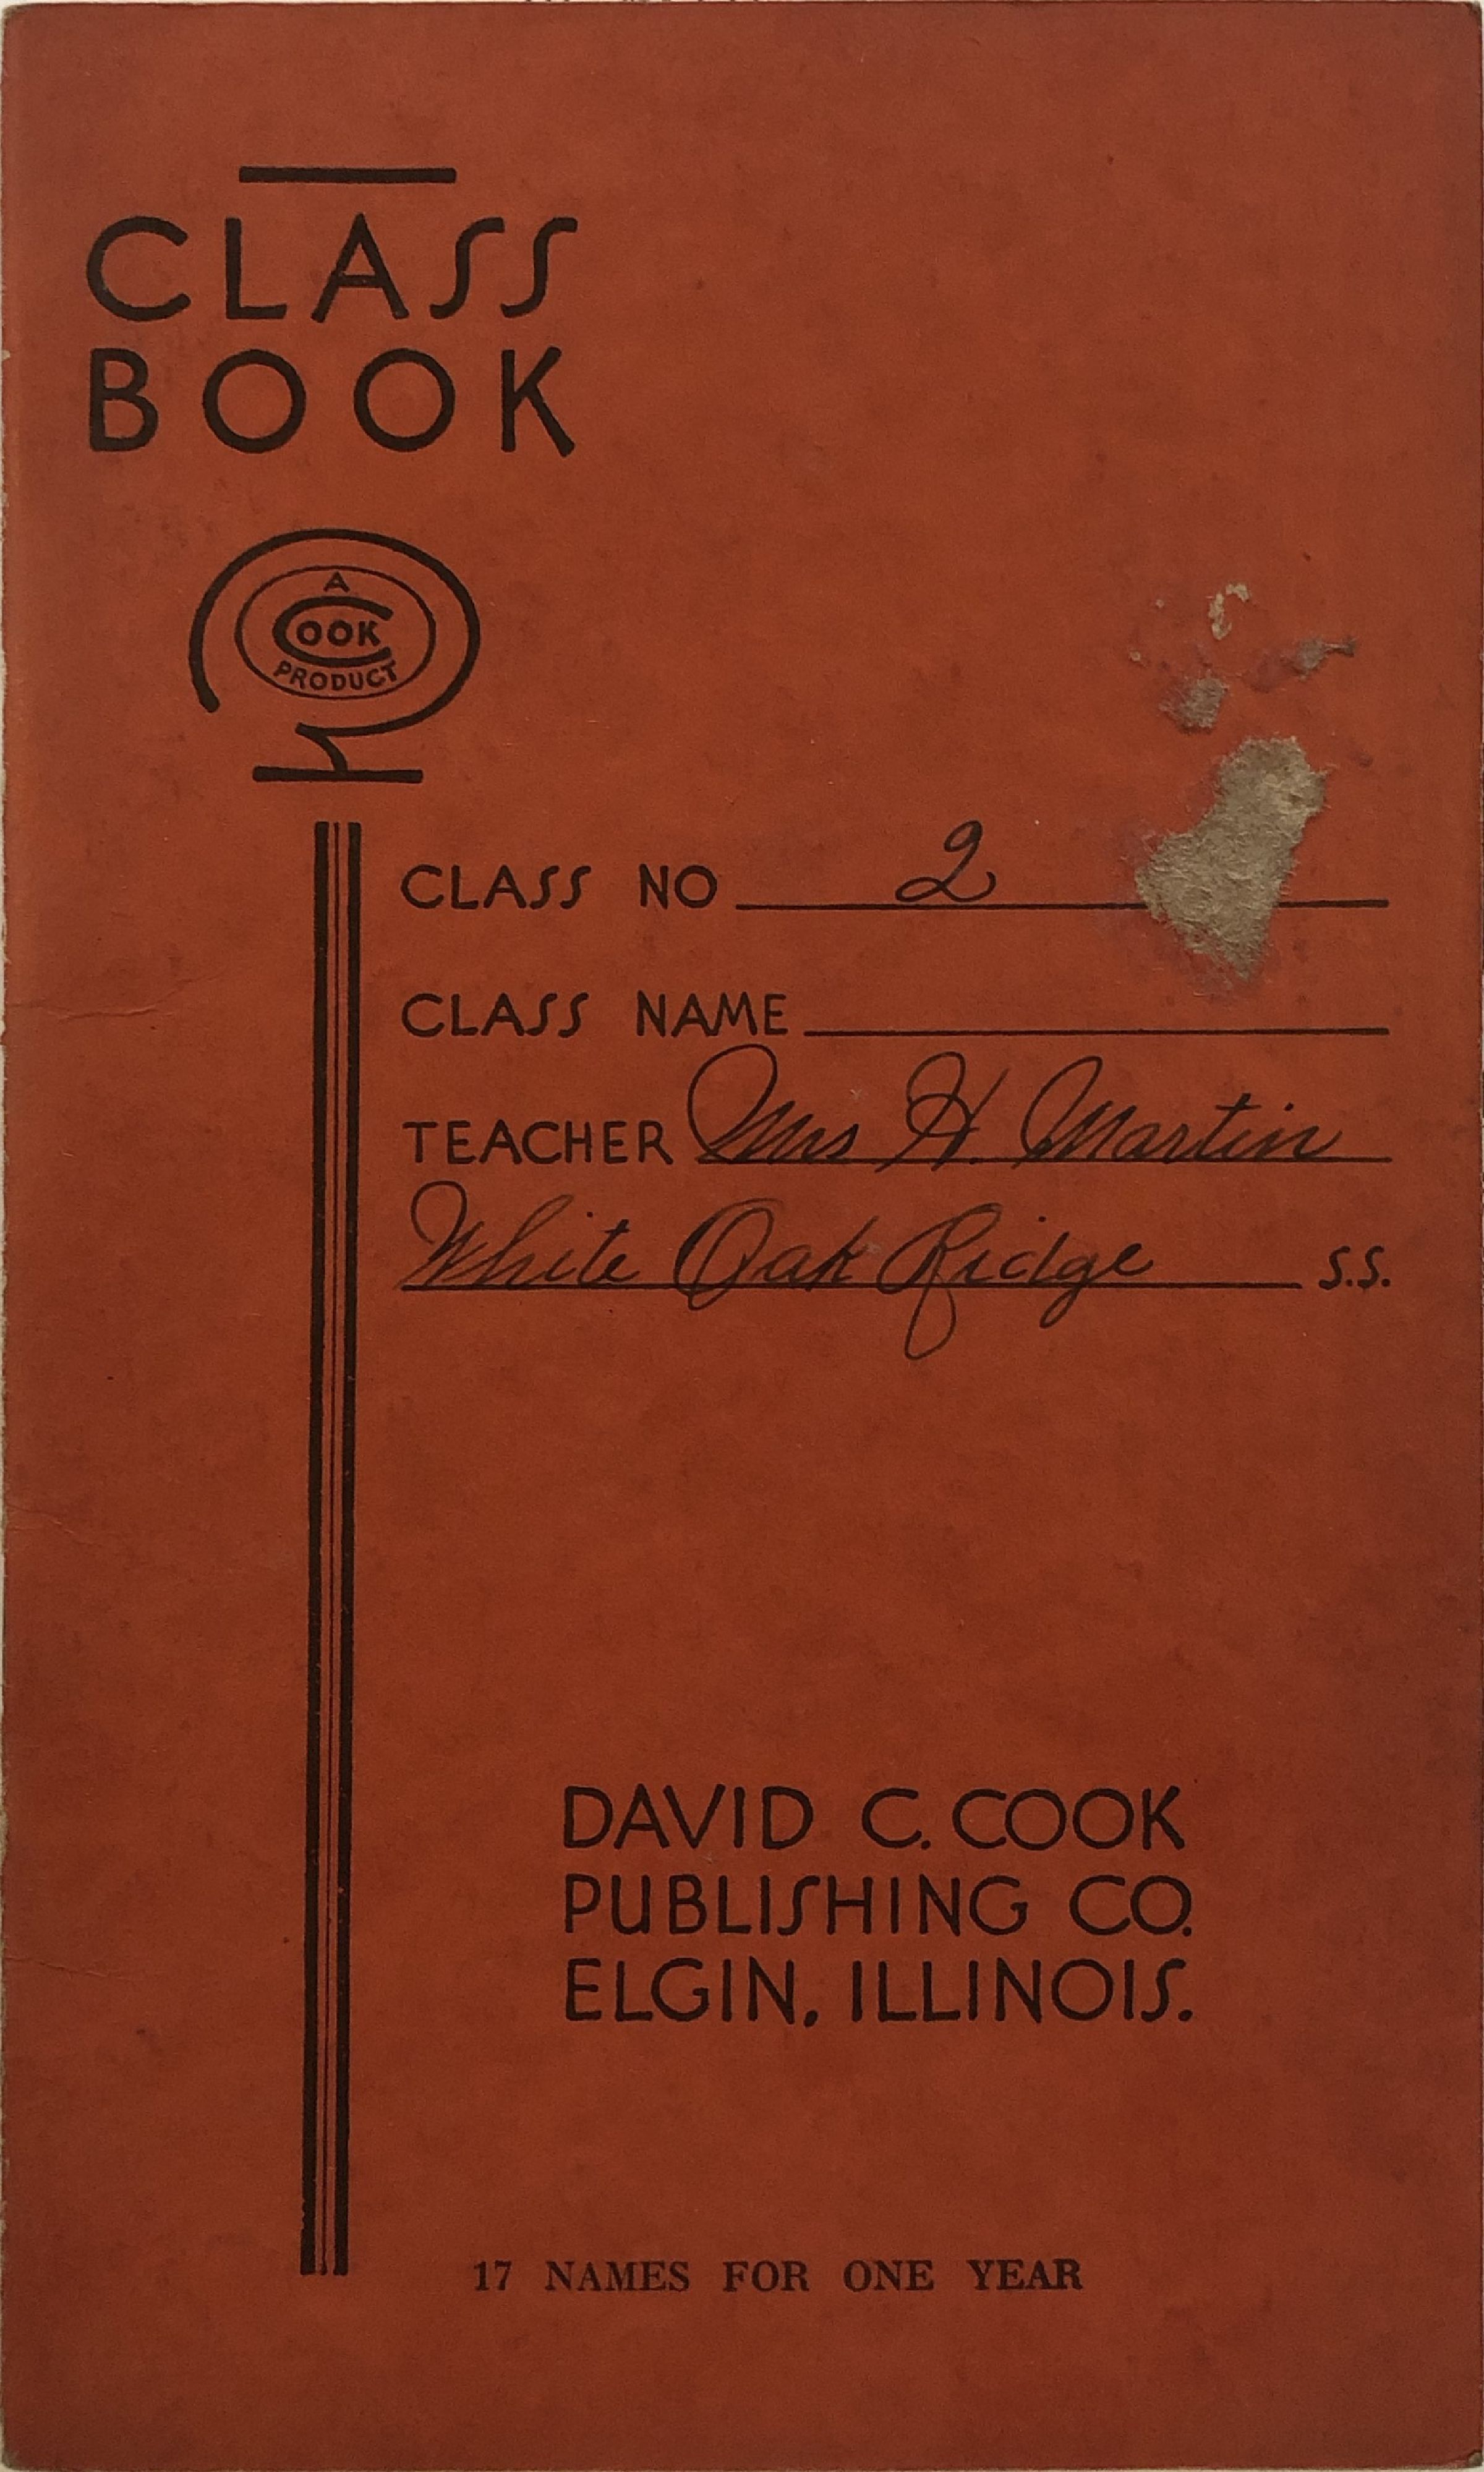 CLASS
BOOK
A
COOK
PRODUCT
CLASS NO 2
CLASS NAME
TEACHER Mrs H. Martin
White Oak Ridge S.S.
DAVID C. COOK
PUBLISHING CO.
ELGIN, ILLINOIS.
17 NAMES FOR ONE YEAR